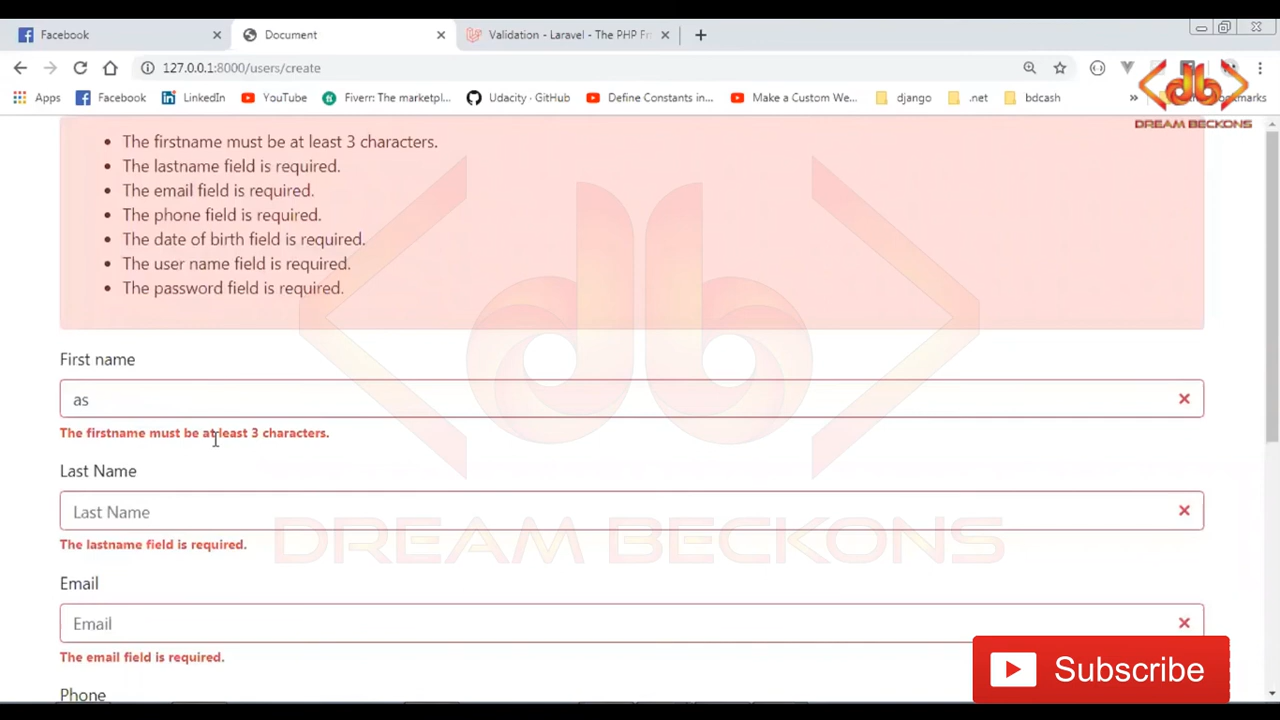 Facebook
Document
Validation - Laravel - The PHP Fr
127.0.0.1:8000/users/create
Apps
Facebook
LinkedIn
YouTube
Fiverr: The marketpl...
Udacity · GitHub
Define Constants in...
Make a Custom We...
django
.net
bdcash
»
DREAM BECKONS
The firstname must be at least 3 characters.
The lastname field is required.
The email field is required.
The phone field is required.
The date of birth field is required.
The user name field is required.
The password field is required.
First name
as
The firstname must be at least 3 characters.
Last Name
Last Name
The lastname field is required.
DREAM BECKONS
Email
Email
The email field is required.
Subscribe
Phone